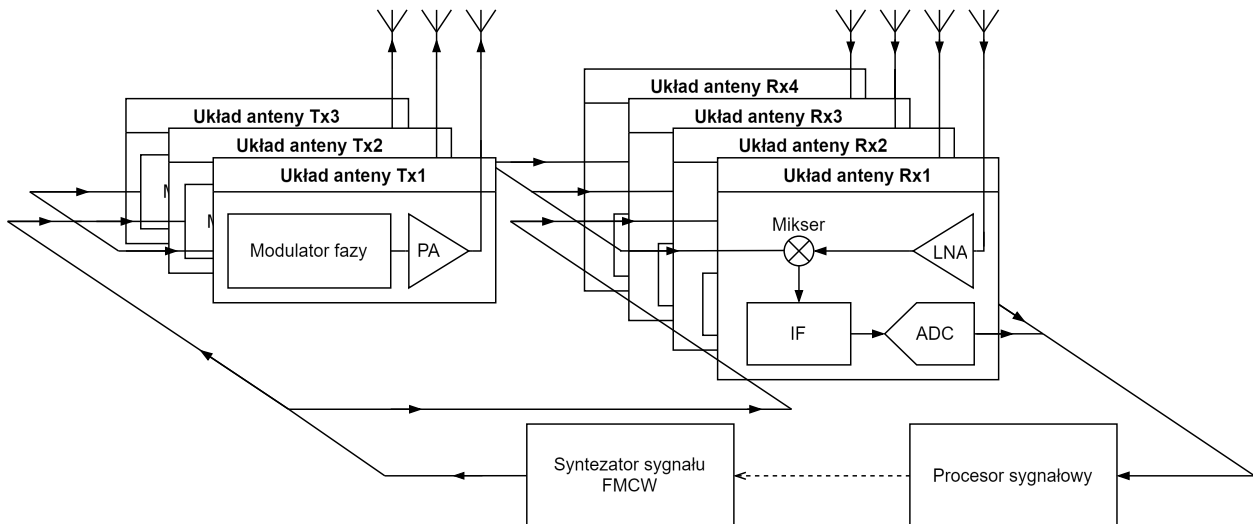 Układ anteny Tx3
Układ anteny Tx2
Układ anteny Tx1
Modulator fazy
PA
Układ anteny Rx4
Układ anteny Rx3
Układ anteny Rx2
Układ anteny Rx1
Mikser
LNA
IF
ADC
Syntezator sygnału
FMCW
Procesor sygnałowy